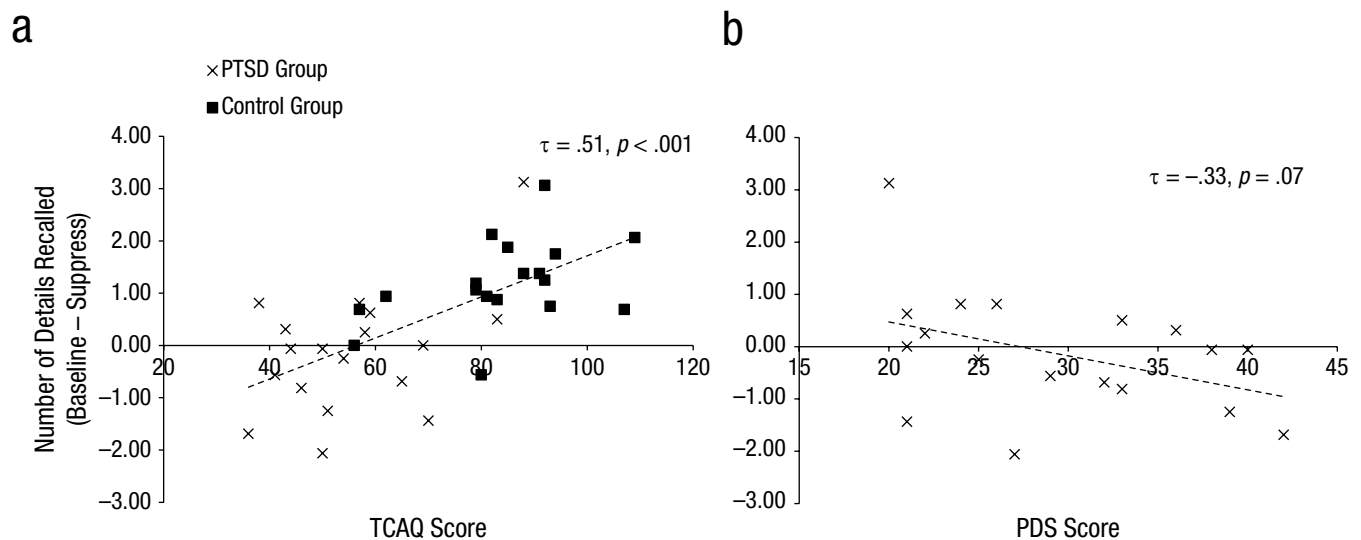 a
× PTSD Group
■ Control Group
τ = .51, p < .001
Number of Details Recalled
(Baseline – Suppress)
4.00
3.00
2.00
1.00
0.00
–1.00
–2.00
–3.00
20 40 60 80 100 120
TCAQ Score
b
τ = –.33, p = .07
4.00
3.00
2.00
1.00
0.00
–1.00
–2.00
–3.00
15 20 25 30 35 40 45
PDS Score